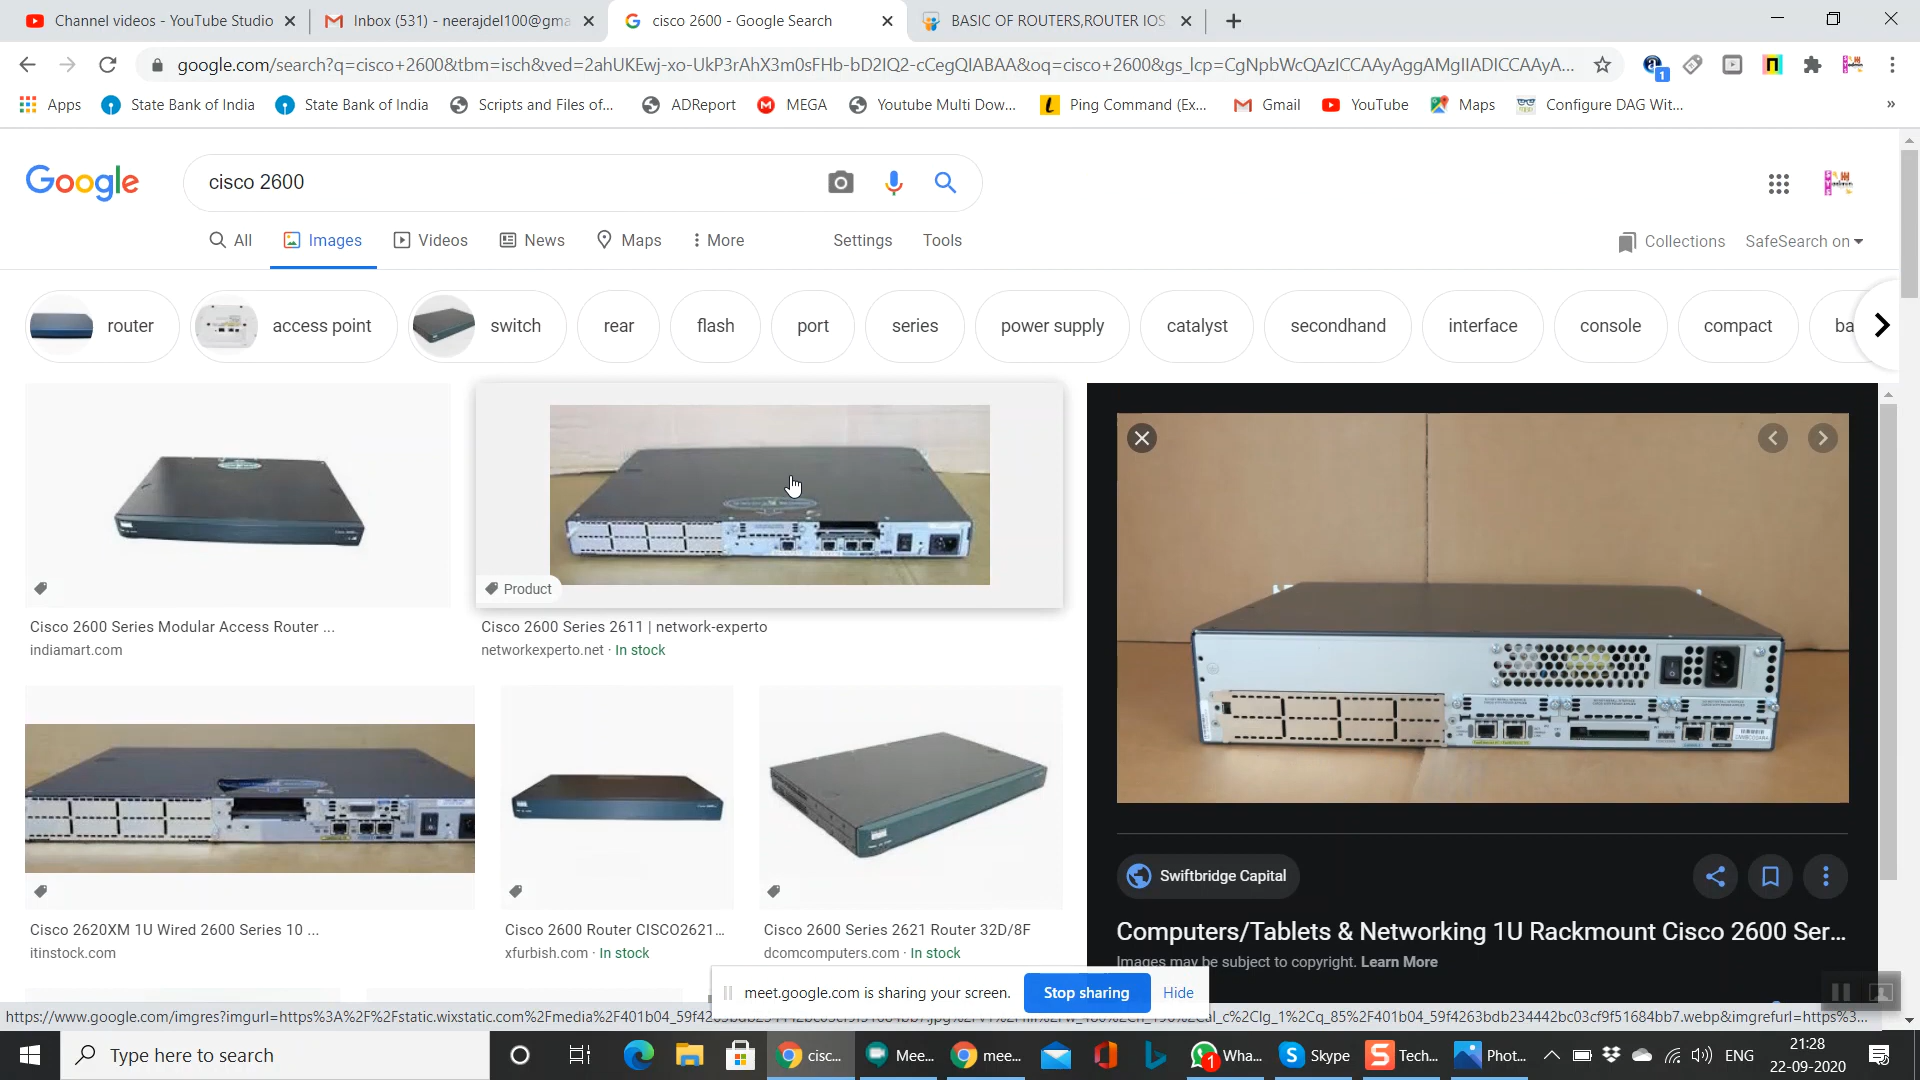 Channel videos - YouTube Studio
Inbox (531) - neerajdel100@gma
cisco 2600 - Google Search
BASIC OF ROUTERS,ROUTER IOS
google.com/search?q=cisco+2600&tbm=isch&ved=2ahUKEwj-xo-UkP3rAhX3m0sFHb-bD2IQ2-cCegQIABAA&oq=cisco+2600&gs_lcp=CgNpbWcQAzICCAAyAggAMgIIADICCAAyA...
Apps
State Bank of India
State Bank of India
Scripts and Files of...
ADReport
MEGA
Youtube Multi Dow...
Ping Command (Ex...
Gmail
YouTube
Maps
Configure DAG Wit...
Google
cisco 2600
All
Images
Videos
News
Maps
More
Settings
Tools
Collections
SafeSearch on
router
access point
switch
rear
flash
port
series
power supply
catalyst
secondhand
interface
console
compact
ba
Product
Cisco 2600 Series Modular Access Router ...
indiamart.com
Cisco 2600 Series 2611 | network-experto
networkexperto.net · In stock
Cisco 2620XM 1U Wired 2600 Series 10 ...
itinstock.com
Cisco 2600 Router CISCO2621...
xfurbish.com · In stock
Cisco 2600 Series 2621 Router 32D/8F
dcomcomputers.com · In stock
Swiftbridge Capital
Computers/Tablets & Networking 1U Rackmount Cisco 2600 Ser...
Images may be subject to copyright. Learn More
meet.google.com is sharing your screen.
Stop sharing
Hide
Type here to search
cisc...
Mee...
mee...
1
Wha...
Skype
Tech...
Phot...
ENG
21:28
22-09-2020